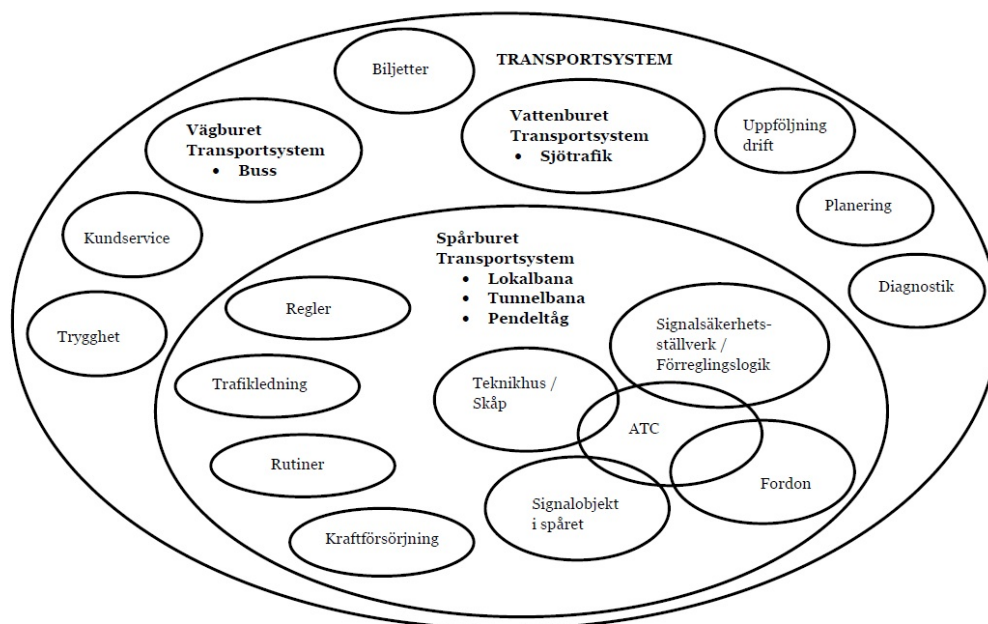 TRANSPORTSYSTEM
Biljetter
Vägburet
Transportsystem
• Buss
Vattenburet
Transportsystem
• Sjötrafik
Uppföljning
drift
Planering
Diagnostik
Kundservice
Trygghet
Spårburet
Transportsystem
• Lokalbana
• Tunnelbana
• Pendeltåg
Regler
Trafikledning
Rutiner
Kraftförsörjning
Signalsäkerhets-
ställverk /
Förreglingslogik
Teknikhus /
Skåp
ATC
Fordon
Signalobjekt
i spåret